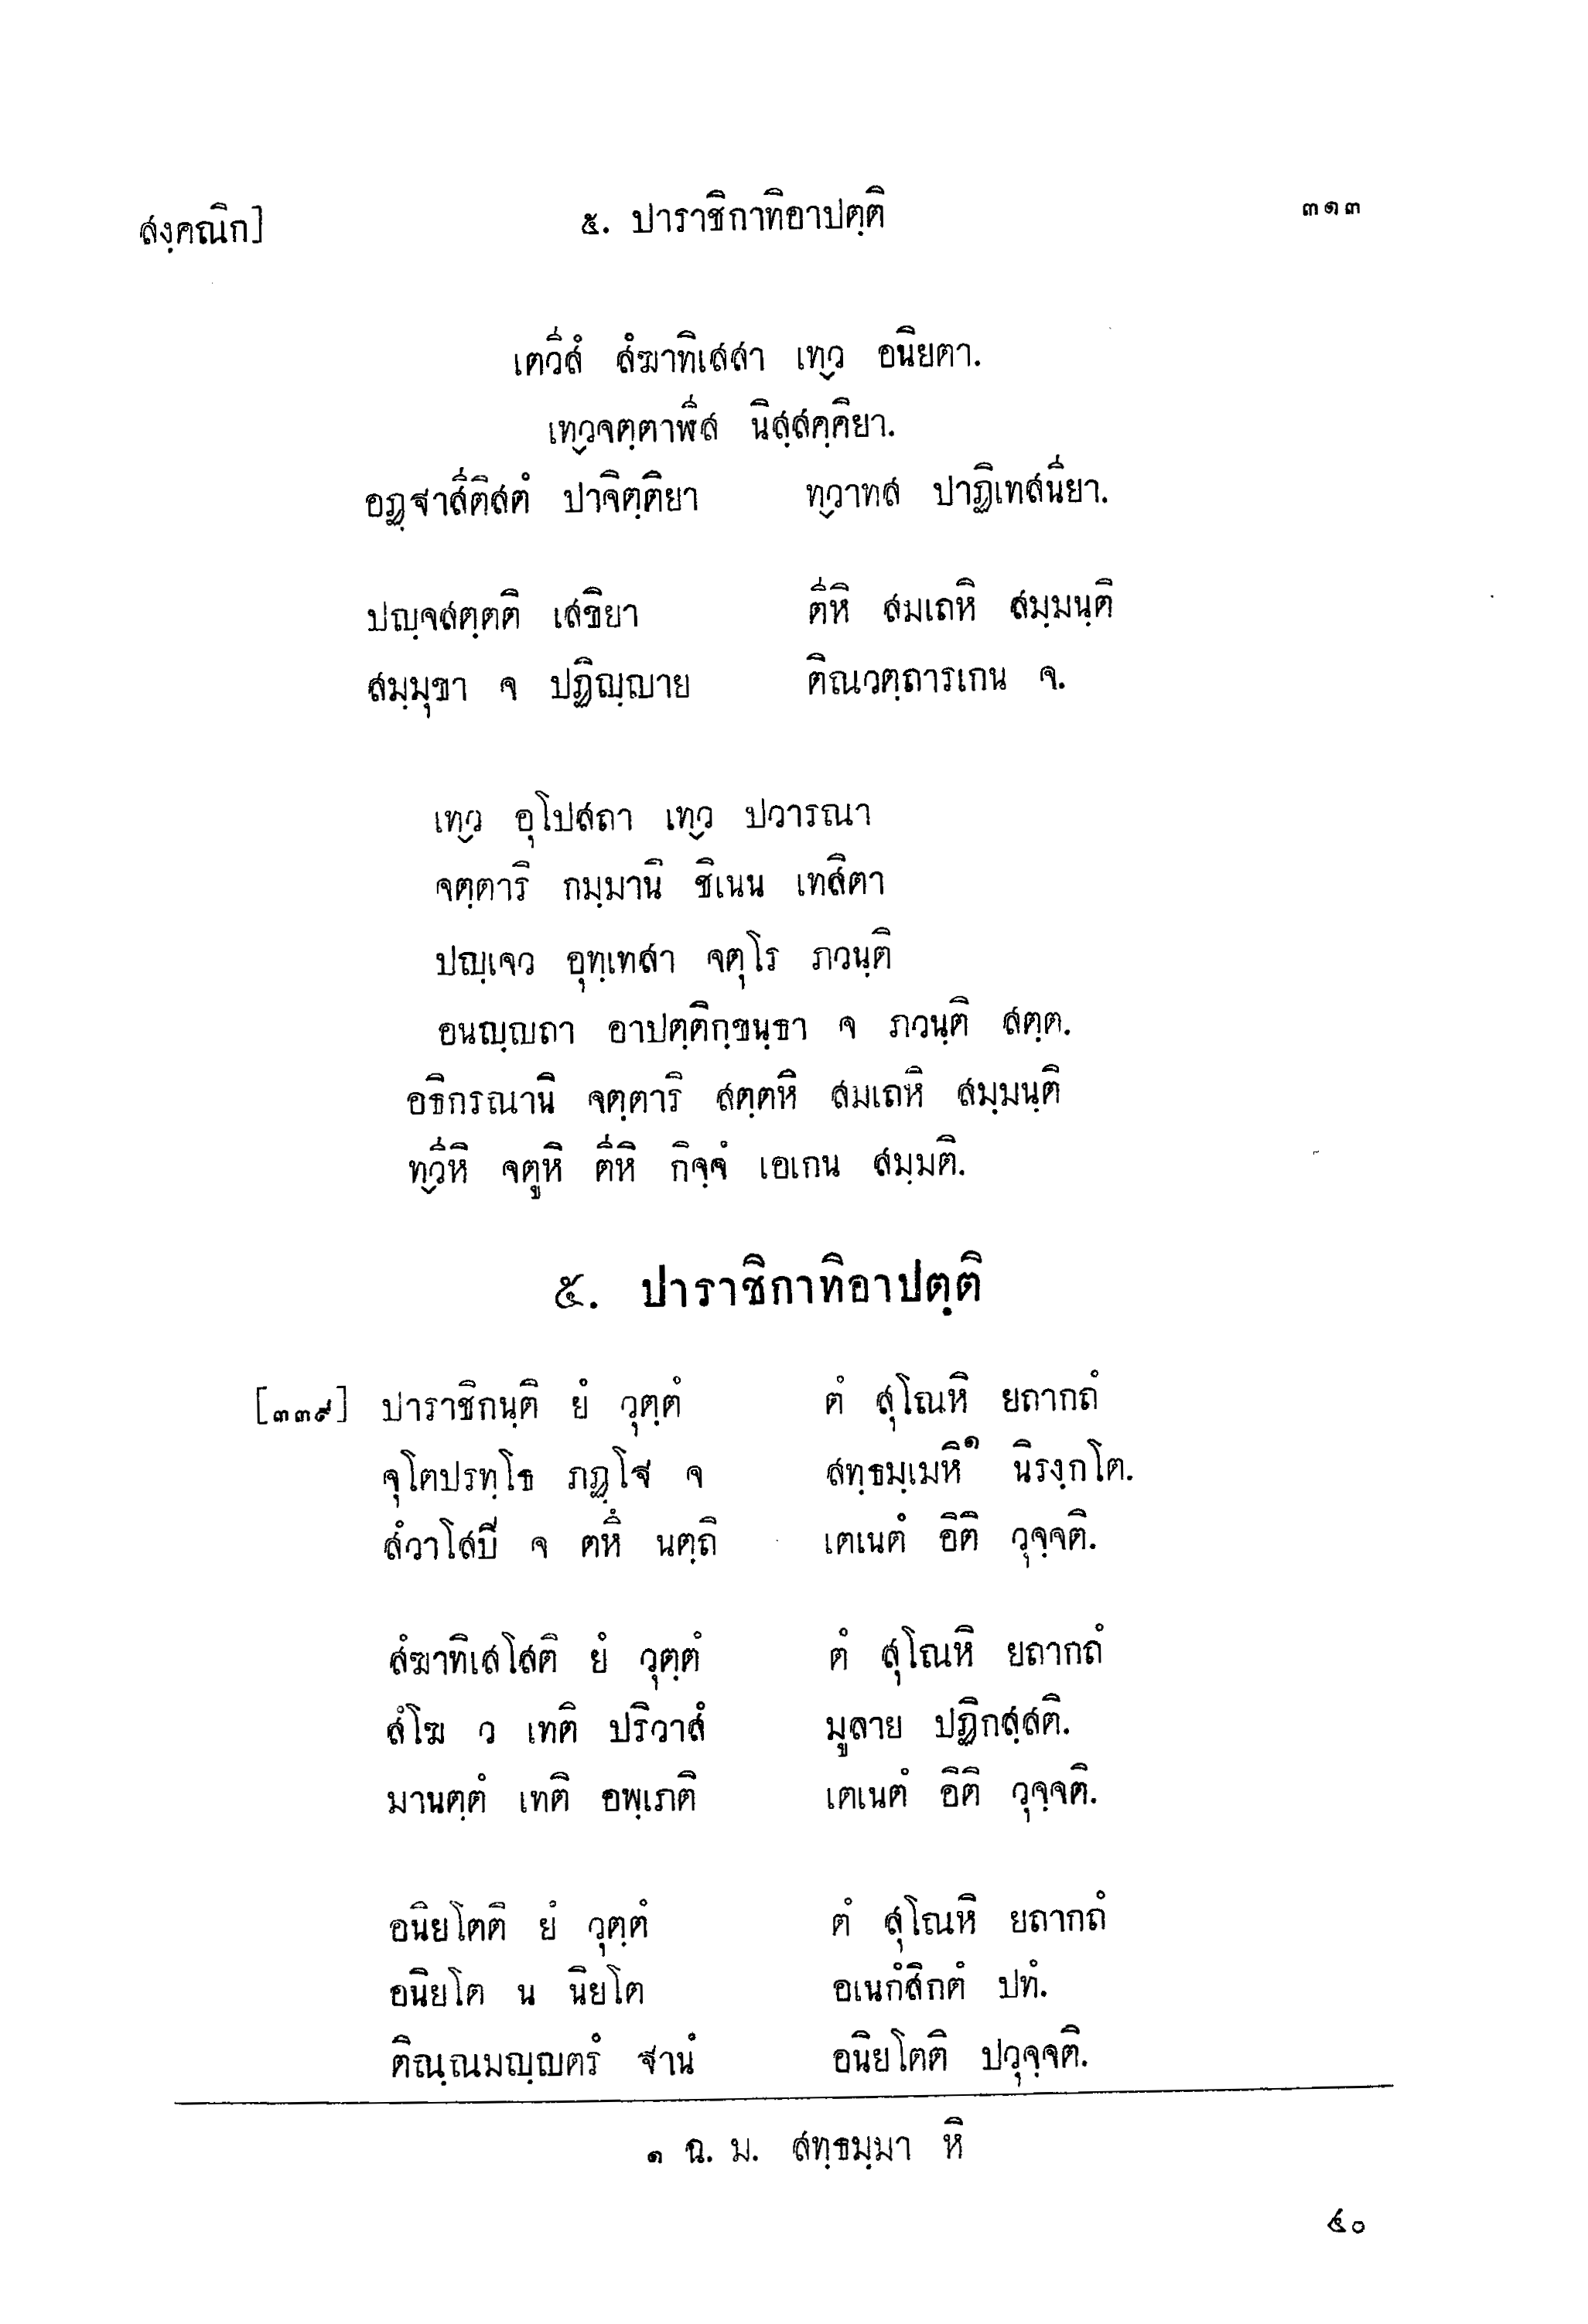 สงฺคณิก] ๕. ปาราชิกาทิอาปตฺติ ๓๑๓
เตวีสํ สํฆาทิเสสา เทฺว อนิยตา.
เทฺวจตฺตาฬีส นิสฺสคฺคิยา.
อฏฺฐาสีติสตํ ปาจิตฺติยา ทฺวาทส ปาฏิเทสนียา.
ปญฺจสตฺตติ เสขิยา ตีหิ สมเถหิ สมฺมนฺติ
สมฺมุขา จ ปฏิญฺญาย ติณวตฺถารเกน จ.
เทฺว อุโปสถา เทฺว ปวารณา
จตฺตาริ กมฺมานิ ชิเนน เทสิตา
ปญฺเจว อุทฺเทสา จตุโร ภวนฺติ
อนญฺญถา อาปตฺติกฺขนฺธา จ ภวนฺติ สตฺต.
อธิกรณานิ จตฺตาริ สตฺตหิ สมเถหิ สมฺมนฺติ
ทฺวีหิ จตูหิ ตีหิ กิจฺจํ เอเกน สมฺมติ.
๕. ปาราชิกาทิอาปตฺติ
[๓๓๙] ปาราชิกนฺติ ยํ วุตฺตํ ตํ สุโณหิ ยถากถํ
จุโตปรทฺโธ ภฏฺโฐ จ สทฺธมฺเมหิ๑ นิรงฺกโต.
สํวาโสปิ จ ตหึ นตฺถิ เตเนตํ อิติ วุจฺจติ.
สํฆาทิเสโสติ ยํ วุตฺตํ ตํ สุโณหิ ยถากถํ
สํโฆ ว เทติ ปริวาสํ มูลาย ปฏิกสฺสติ.
มานตฺตํ เทติ อพฺเภติ เตเนตํ อิติ วุจฺจติ.
อนิยโตติ ยํ วุตฺตํ ตํ สุโณหิ ยถากถํ
อนิยโต น นิยโต อเนกํสิกตํ ปทํ.
ติณฺณมญฺญตรํ ฐานํ อนิยโตติ ปวุจฺจติ.
๑ ฉ. ม. สทฺธมฺมา หิ
๔๐